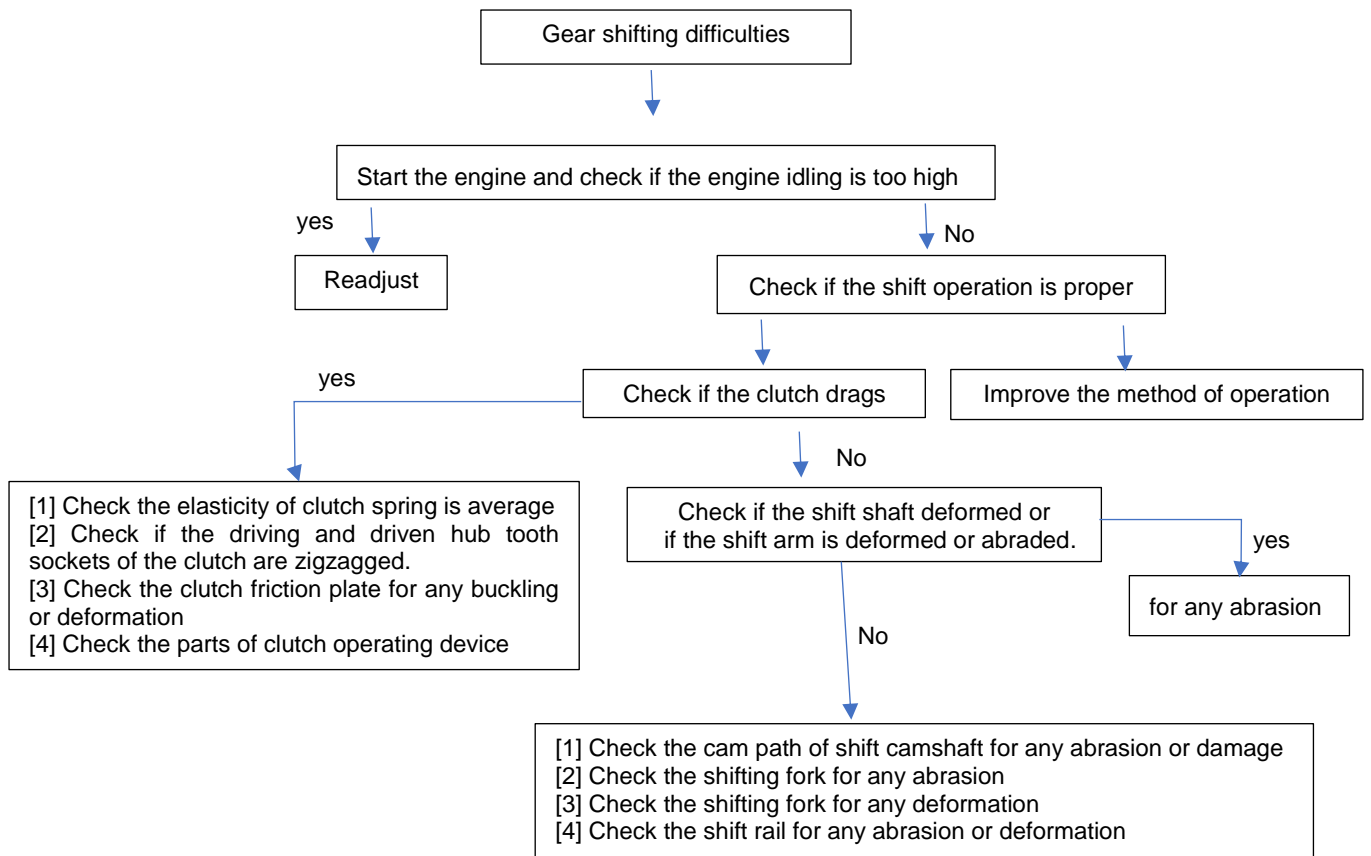 Gear shifting difficulties
Start the engine and check if the engine idling is too high
yes
No
Readjust
Check if the shift operation is proper
yes
Check if the clutch drags
Improve the method of operation
No
[1] Check the elasticity of clutch spring is average
[2] Check if the driving and driven hub tooth
sockets of the clutch are zigzagged.
[3] Check the clutch friction plate for any buckling
or deformation
[4] Check the parts of clutch operating device
Check if the shift shaft deformed or
if the shift arm is deformed or abraded.
yes
for any abrasion
No
[1] Check the cam path of shift camshaft for any abrasion or damage
[2] Check the shifting fork for any abrasion
[3] Check the shifting fork for any deformation
[4] Check the shift rail for any abrasion or deformation